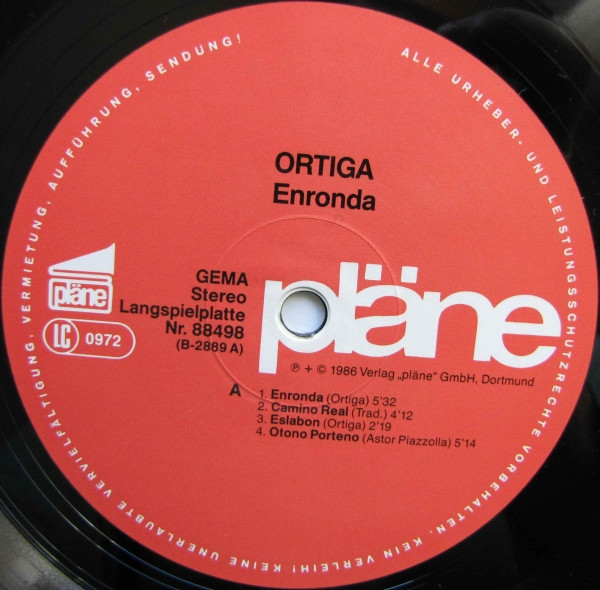 ALLE URHEBER- UND LEISTUNGSSCHUTZRECHTE VORBEHALTEN. KEIN VERLEIH! KEINE UNERLAUBTE VERVIELFÄLTIGUNG, VERMIETUNG, AUFFÜHRUNG, SENDUNG!
ORTIGA
Enronda
pläne
LC 0972
GEMA
Stereo
Langspielplatte
Nr. 88498
(B-2889 A)
pläne
℗ + © 1986 Verlag „pläne“ GmbH, Dortmund
A
1. Enronda (Ortiga) 5'32
2. Camino Real (Trad.) 4'12
3. Eslabon (Ortiga) 2'19
4. Otono Porteno (Astor Piazzolla) 5'14